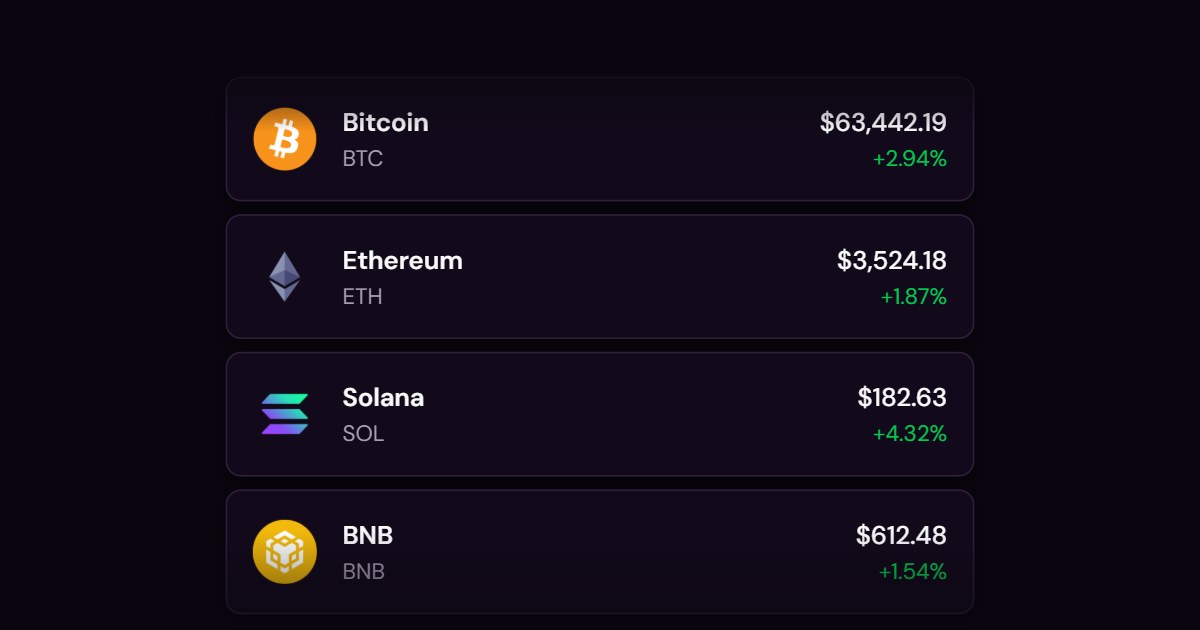 Bitcoin
$63,442.19
BTC
+2.94%
Ethereum
$3,524.18
ETH
+1.87%
Solana
$182.63
SOL
+4.32%
BNB
$612.48
BNB
+1.54%